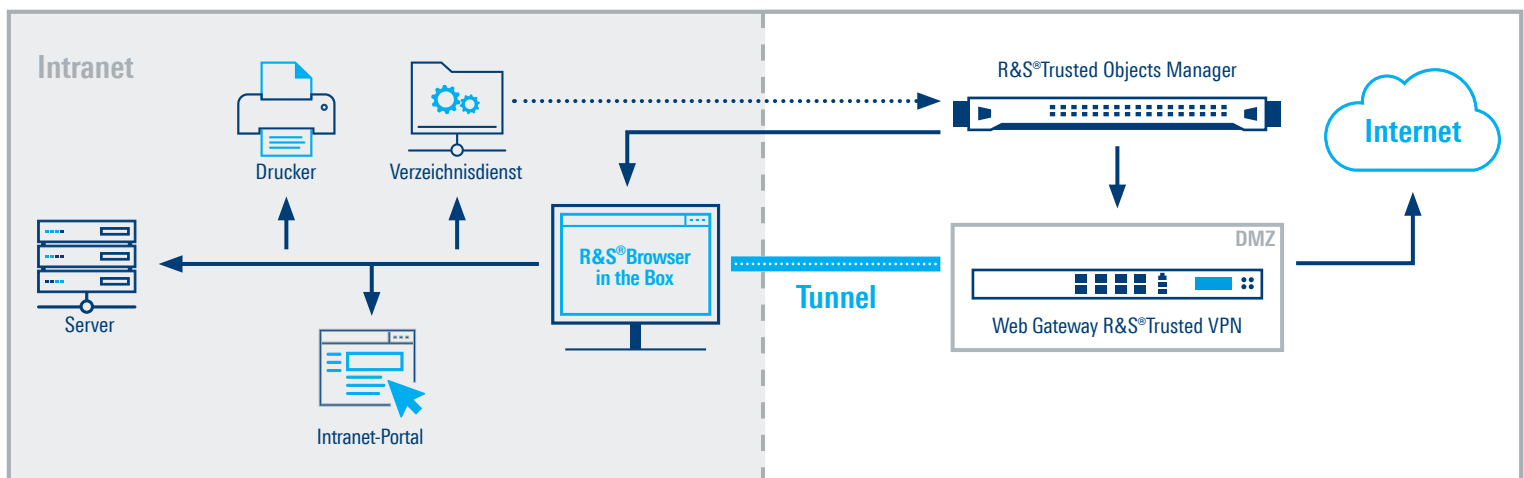 Intranet
R&S®Trusted Objects Manager
Internet
Drucker
Verzeichnisdienst
DMZ
R&S®Browser
in the Box
Tunnel
Server
Web Gateway R&S®Trusted VPN
Intranet-Portal